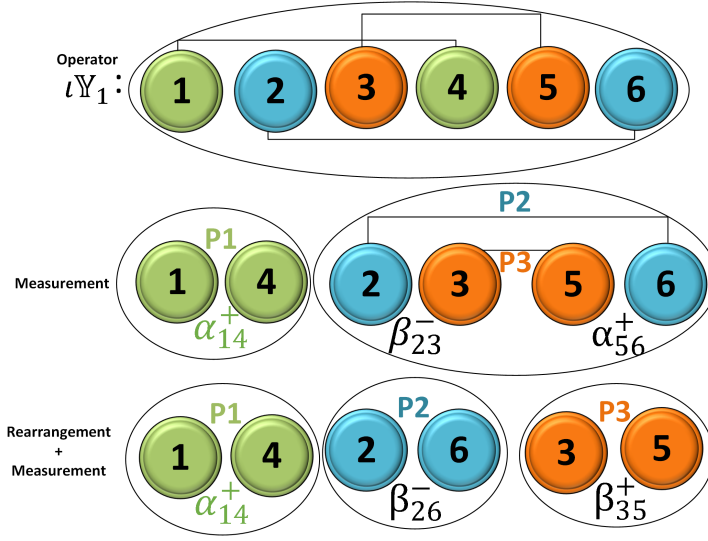 Operator
ι𝕐₁:
1 2 3 4 5 6
P2
P1
Measurement
1 4 2 3 5 6
P3
α₁₄⁺ β₂₃⁻ α₅₆⁺
P1 P2 P3
Rearrangement
+
Measurement
1 4 2 6 3 5
α₁₄⁺ β₂₆⁻ β₃₅⁺